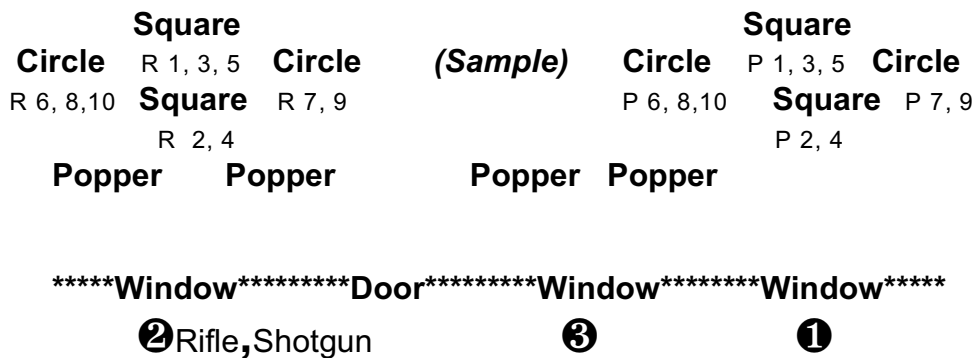 Square Square
Circle R 1, 3, 5 Circle (Sample) Circle P 1, 3, 5 Circle
R 6, 8,10 Square R 7, 9 P 6, 8,10 Square P 7, 9
R 2, 4 P 2, 4
Popper Popper Popper Popper
*****Window*********Door*********Window********Window*****
❷Rifle,Shotgun ❸ ❶